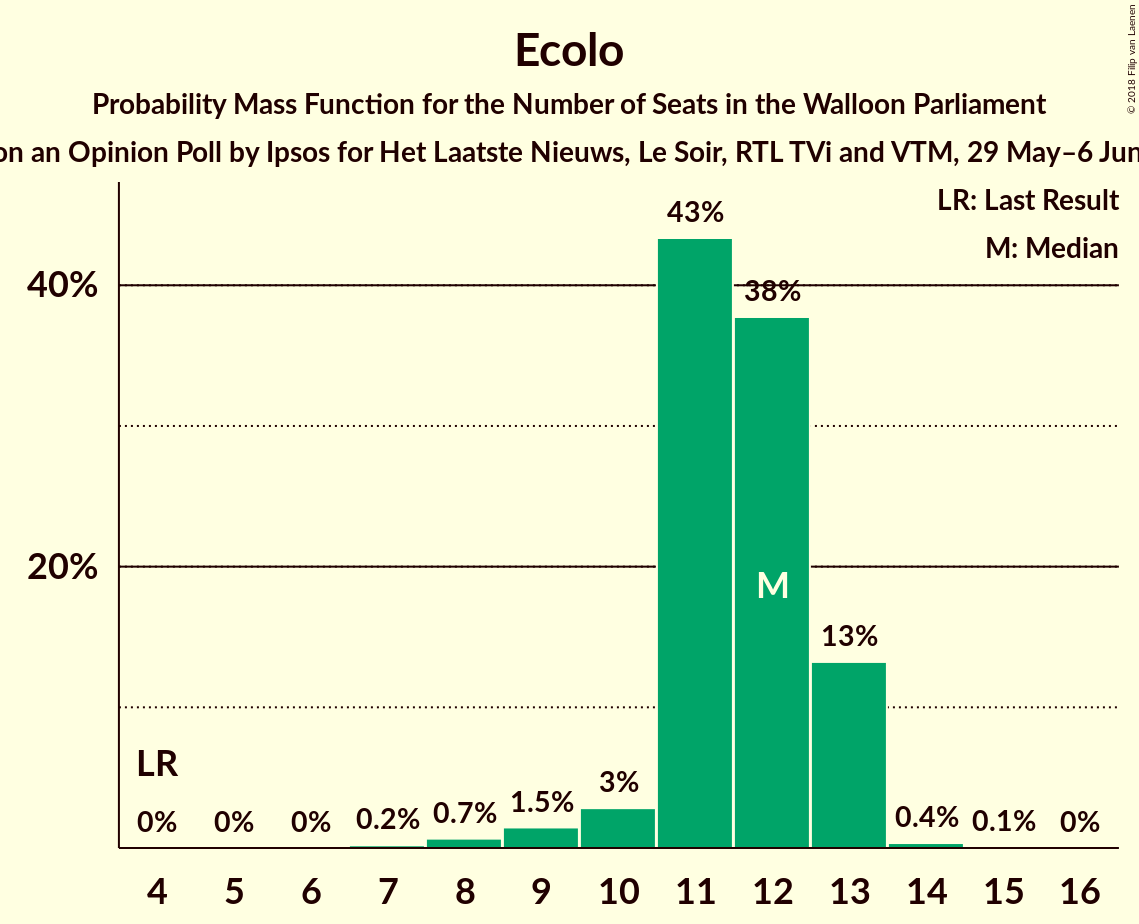 Ecolo
Probability Mass Function for the Number of Seats in the Walloon Parliament
on an Opinion Poll by Ipsos for Het Laatste Nieuws, Le Soir, RTL TVi and VTM, 29 May–6 Jun
© 2018 Filip van Laenen
LR: Last Result
M: Median
43%
40%
38%
20%
M
13%
LR
0% 0% 0% 0.2% 0.7% 1.5% 3% 0.4% 0.1% 0%
4 5 6 7 8 9 10 11 12 13 14 15 16